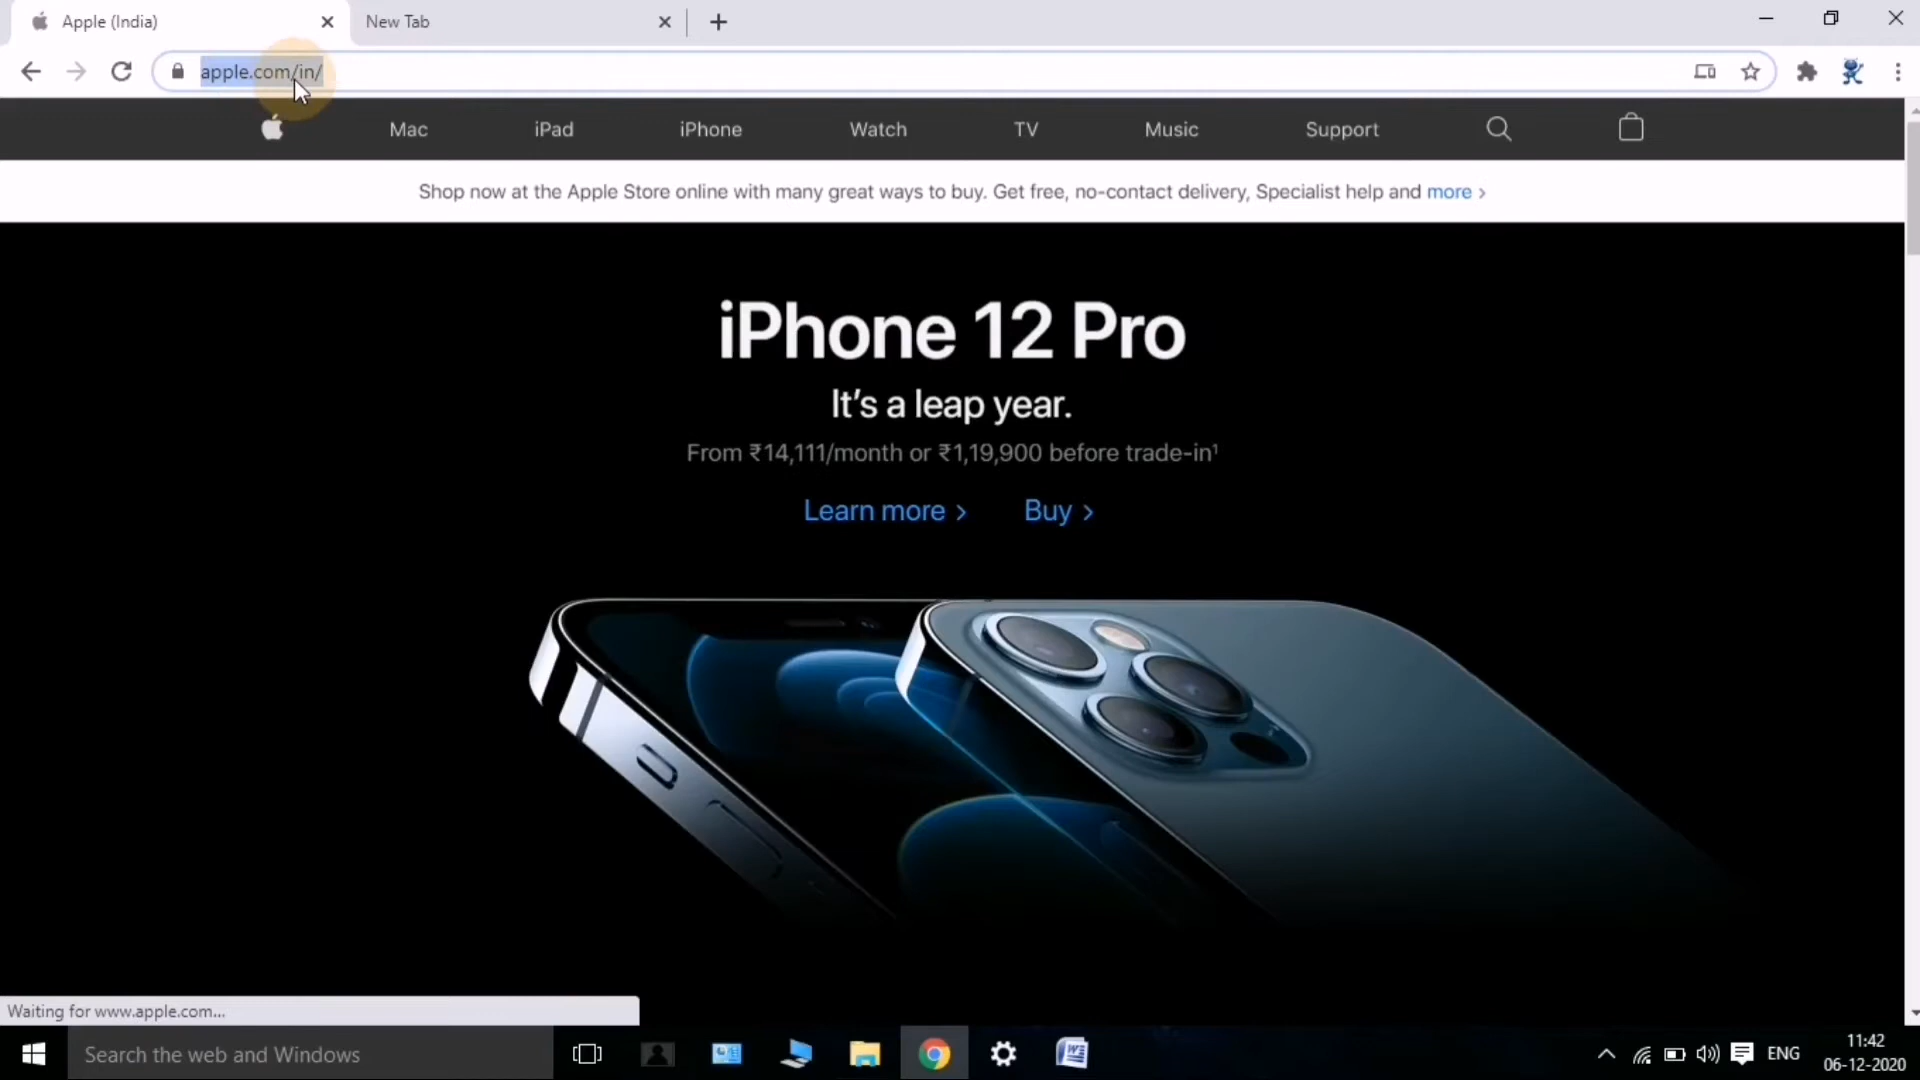 Apple (India)
New Tab
apple.com/in/
Mac iPad iPhone Watch TV Music Support
Shop now at the Apple Store online with many great ways to buy. Get free, no-contact delivery, Specialist help and more >
iPhone 12 Pro
It's a leap year.
From ₹14,111/month or ₹1,19,900 before trade-in¹
Learn more > Buy >
Waiting for www.apple.com...
Search the web and Windows
ENG
11:42
06-12-2020